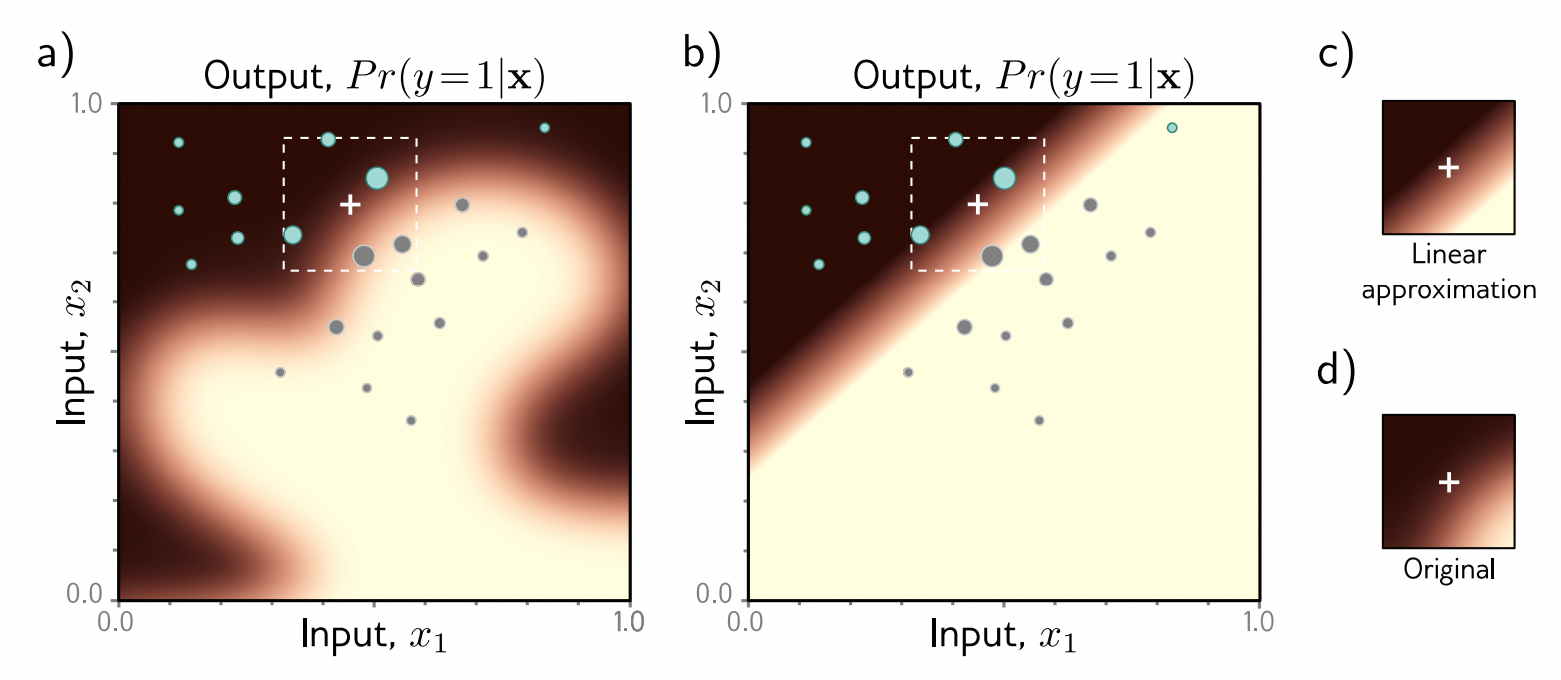 a)
Output, Pr(y=1|x)
1.0
Input, x₂
0.0
0.0
1.0
Input, x₁
b)
Output, Pr(y=1|x)
1.0
Input, x₂
0.0
0.0
1.0
Input, x₁
c)
Linear
approximation
d)
Original